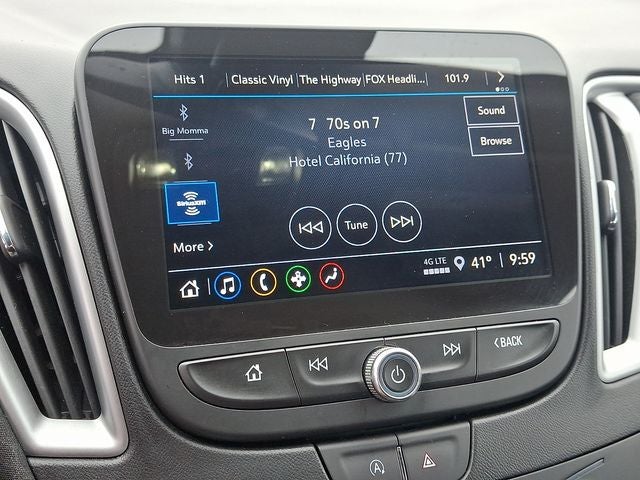 Hits 1 Classic Vinyl The Highway FOX Headli... 101.9
Big Momma
7 70s on 7
Eagles
Hotel California (77)
Sound
Browse
SiriusXM
Tune
More
4G LTE 41° 9:59
BACK
A